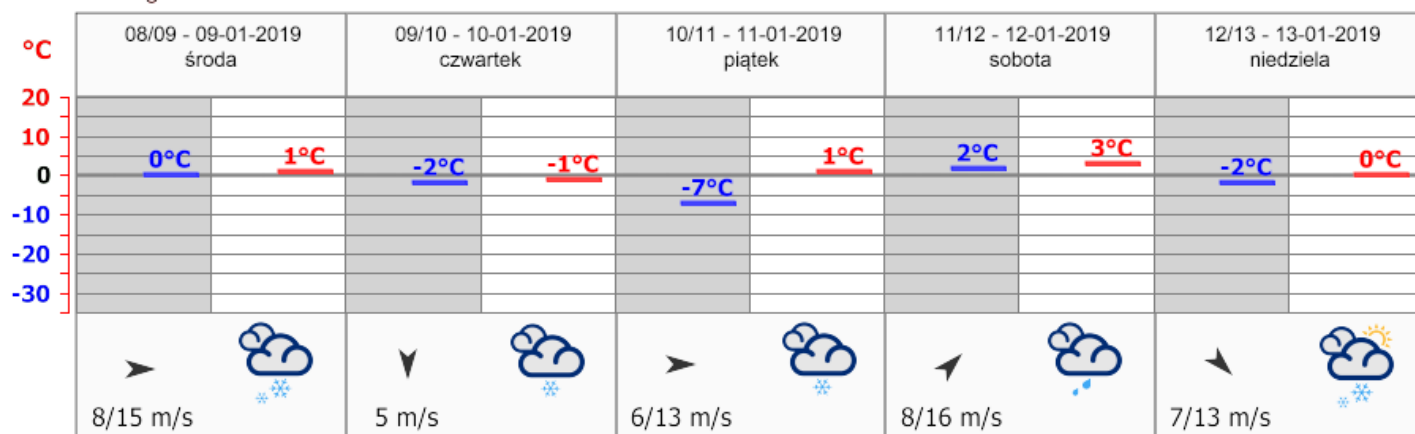 08/09 - 09-01-2019
środa
09/10 - 10-01-2019
czwartek
10/11 - 11-01-2019
piątek
11/12 - 12-01-2019
sobota
12/13 - 13-01-2019
niedziela
°C
20
10
0
-10
-20
-30
0°C
1°C
-2°C
-1°C
-7°C
1°C
2°C
3°C
-2°C
0°C
8/15 m/s
5 m/s
6/13 m/s
8/16 m/s
7/13 m/s